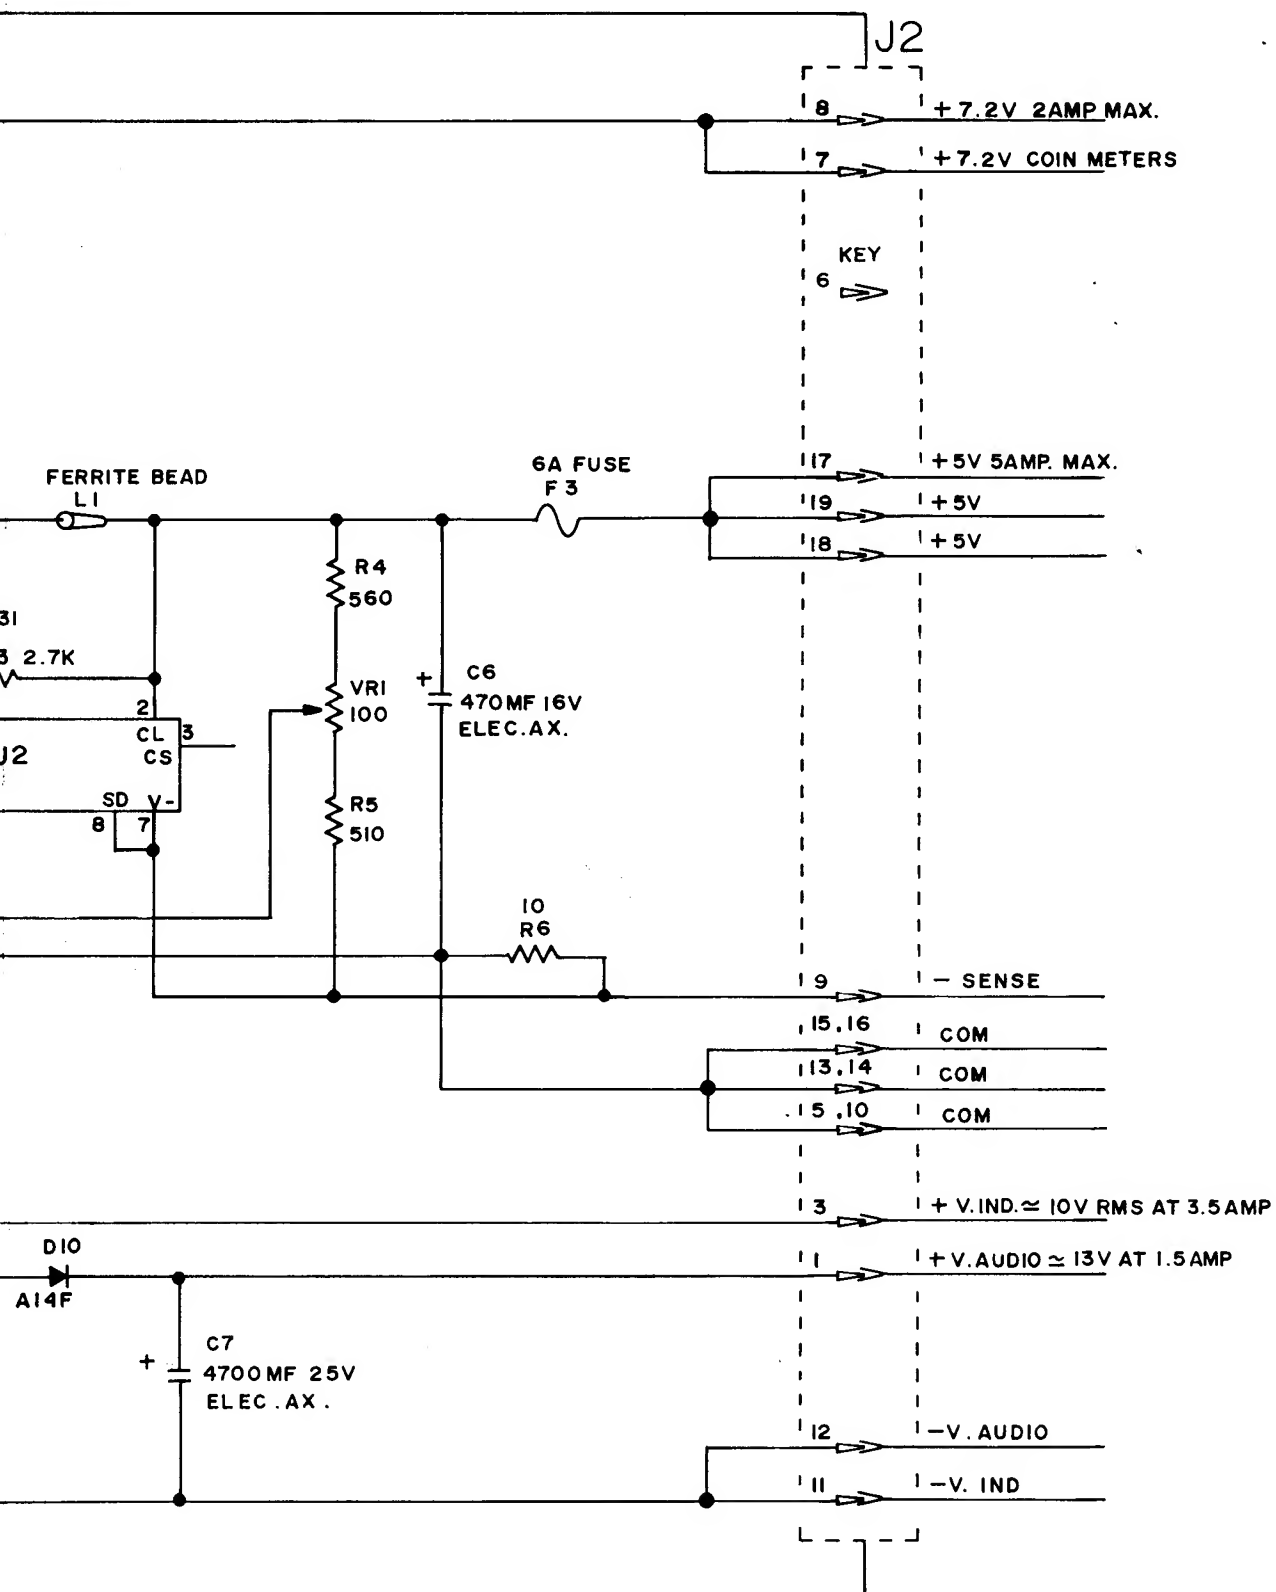 J2
8 +7.2V 2AMP MAX.
7 +7.2V COIN METERS
KEY
6
17 +5V 5AMP. MAX.
19 +5V
18 +5V
FERRITE BEAD
L1
6A FUSE
F3
R4
560
31
3 2.7K
VR1
100
+ C6
470MF 16V
ELEC.AX.
2
CL 3
CS
J2
SD V-
8 7
R5
510
10
R6
9 - SENSE
15,16 COM
13,14 COM
5,10 COM
3 + V.IND.≃ 10V RMS AT 3.5AMP
1 + V.AUDIO ≃ 13V AT 1.5AMP
D10
A14F
+ C7
4700MF 25V
ELEC.AX.
12 -V.AUDIO
11 -V. IND